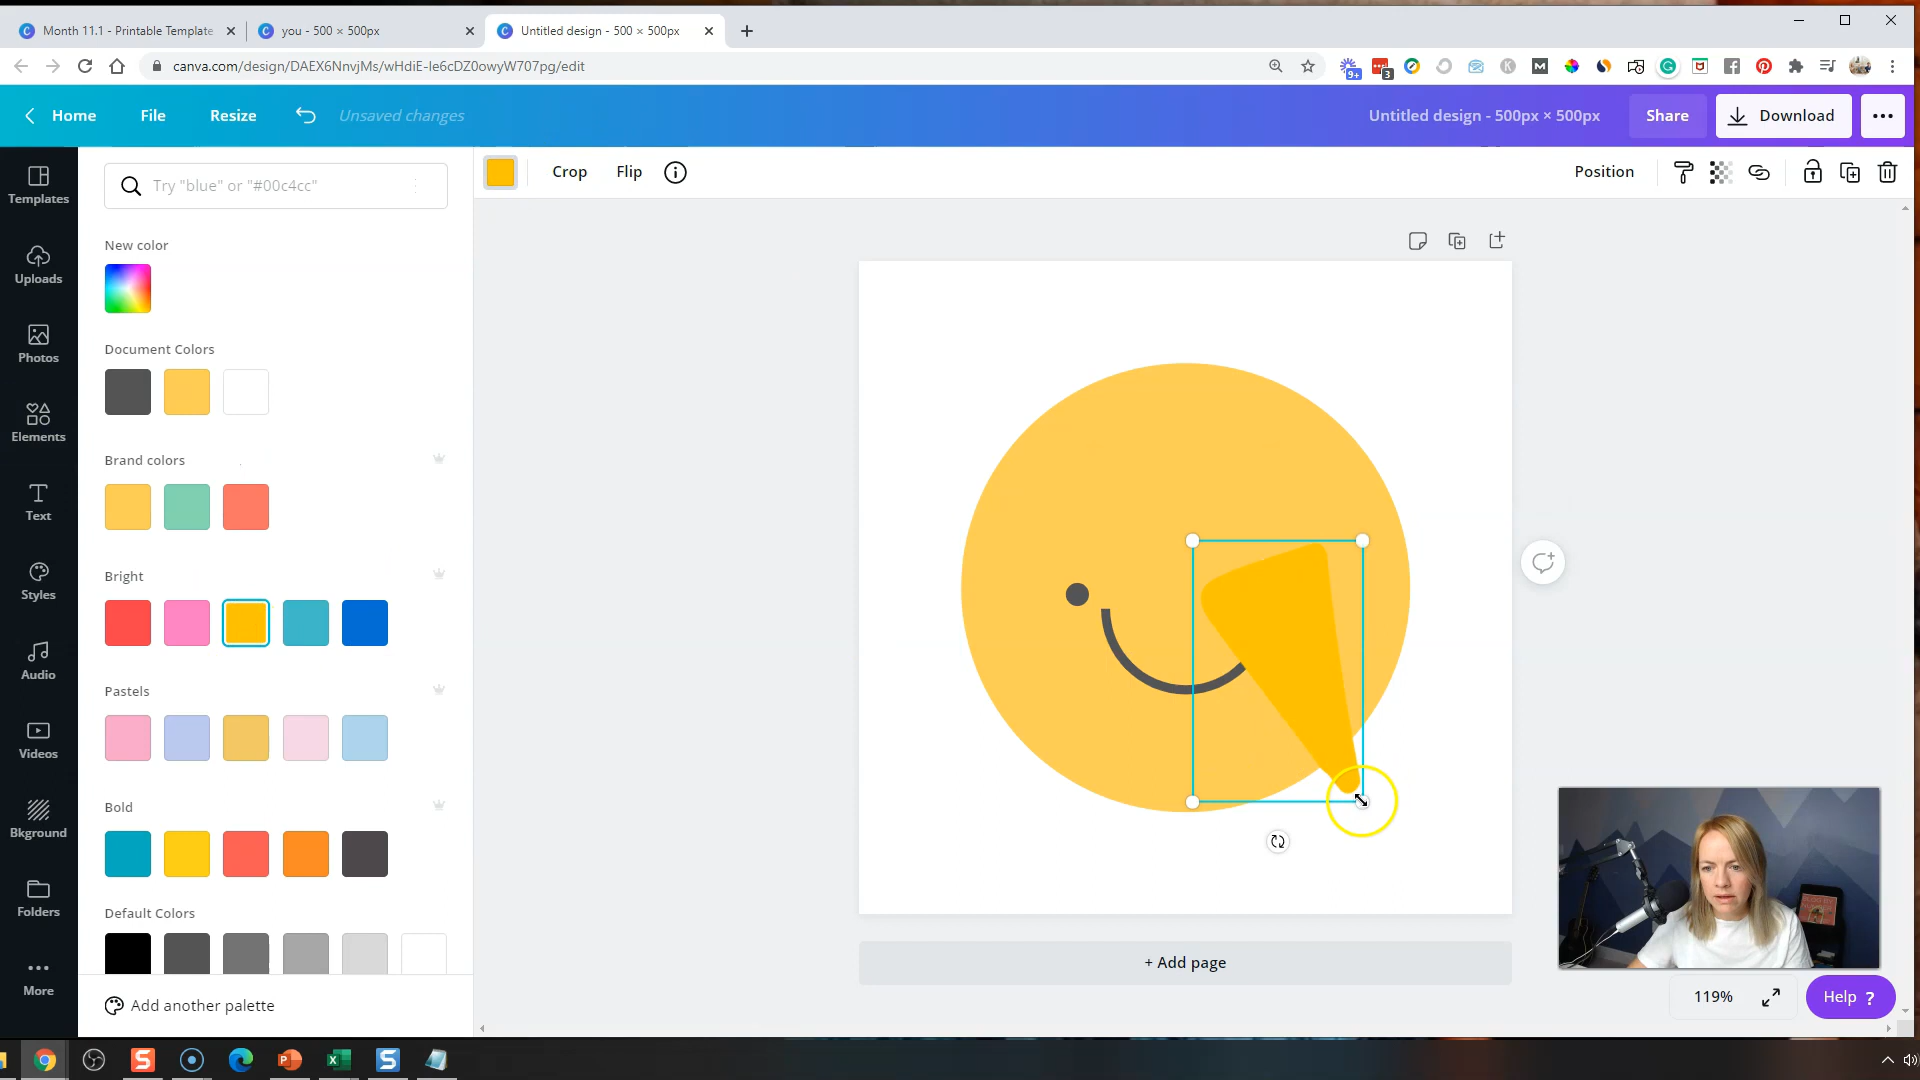 Month 11.1 - Printable Template
you - 500 × 500px
Untitled design - 500 × 500px
canva.com/design/DAEX6NnvjMs/wHdiE-Ie6cDZ0owyW707pg/edit
9+
3
Home
File
Resize
Unsaved changes
Untitled design - 500px × 500px
Share
Download
Templates
Uploads
Photos
Elements
Text
Styles
Audio
Videos
Bkground
Folders
More
Try "blue" or "#00c4cc"
New color
Document Colors
Brand colors
Bright
Pastels
Bold
Default Colors
Add another palette
Crop
Flip
Position
+ Add page
119%
Help ?